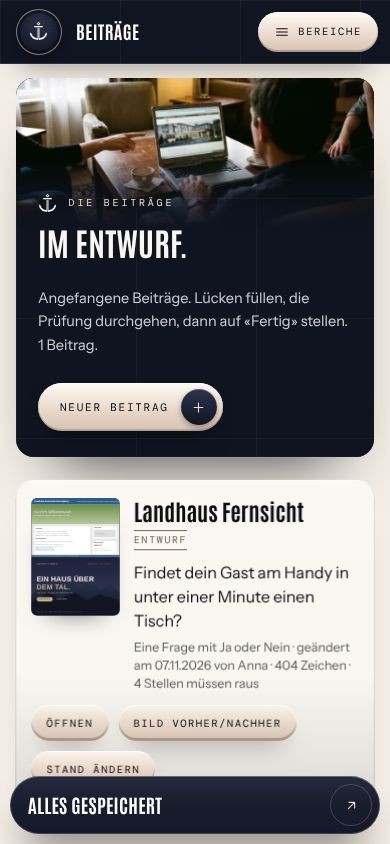 BEITRÄGE
BEREICHE
DIE BEITRÄGE
IM ENTWURF.
Angefangene Beiträge. Lücken füllen, die
Prüfung durchgehen, dann auf «Fertig» stellen.
1 Beitrag.
NEUER BEITRAG
EIN HAUS ÜBER
DEM TAL.
Landhaus Fernsicht
ENTWURF
Findet dein Gast am Handy in
unter einer Minute einen
Tisch?
Eine Frage mit Ja oder Nein · geändert
am 07.11.2026 von Anna · 404 Zeichen ·
4 Stellen müssen raus
ÖFFNEN
BILD VORHER/NACHHER
STAND ÄNDERN
ALLES GESPEICHERT